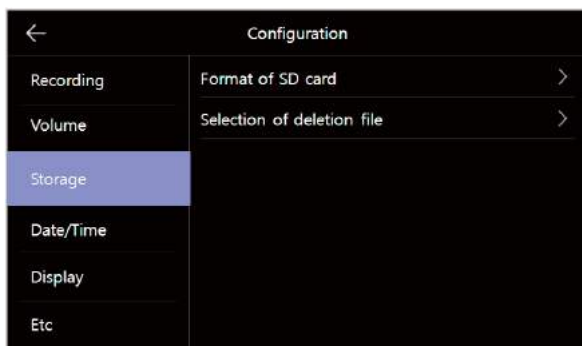 Configuration
Recording
Volume
Storage
Date/Time
Display
Etc
Format of SD card
Selection of deletion file